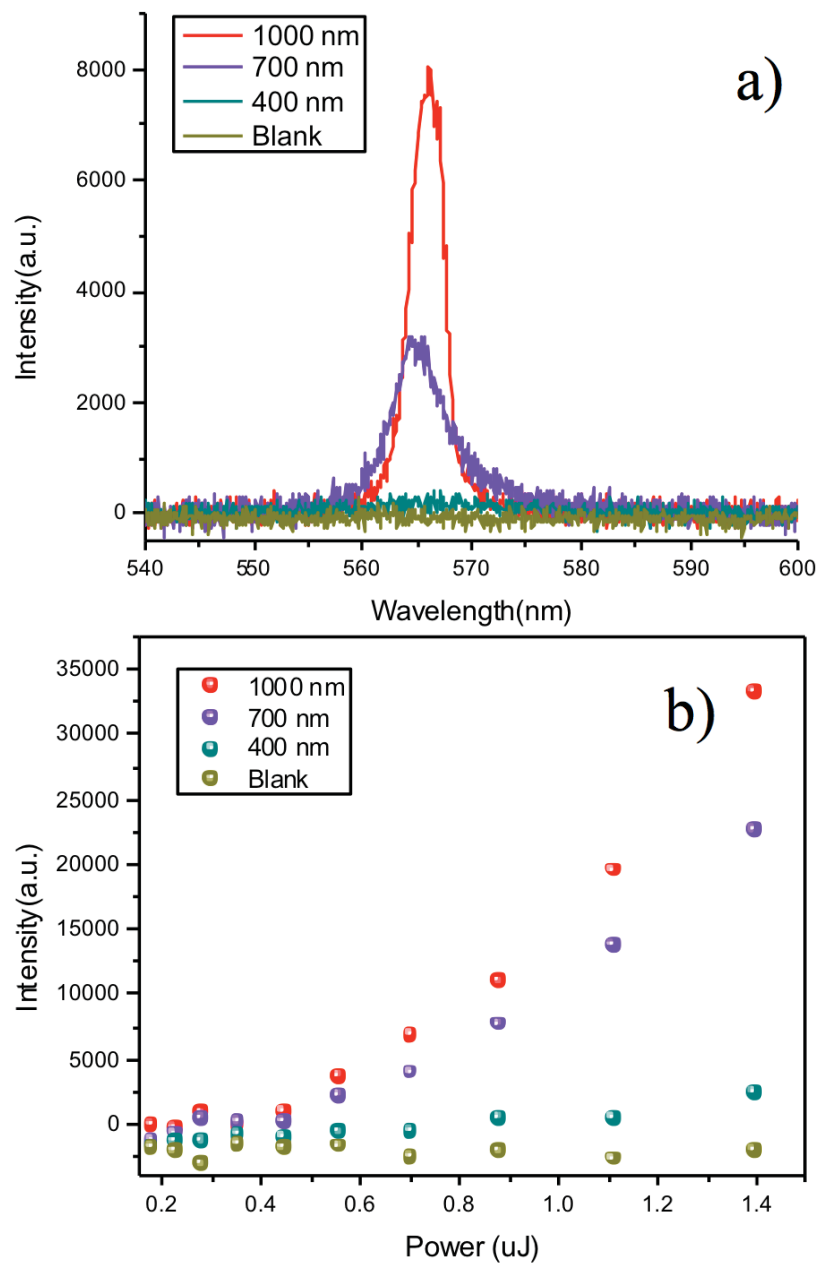 1000 nm
700 nm
400 nm
Blank
a)
8000
6000
4000
2000
0
Intensity(a.u.)
540 550 560 570 580 590 600
Wavelength(nm)
1000 nm
700 nm
400 nm
Blank
b)
35000
30000
25000
20000
15000
10000
5000
0
Intensity(a.u.)
0.2 0.4 0.6 0.8 1.0 1.2 1.4
Power (uJ)